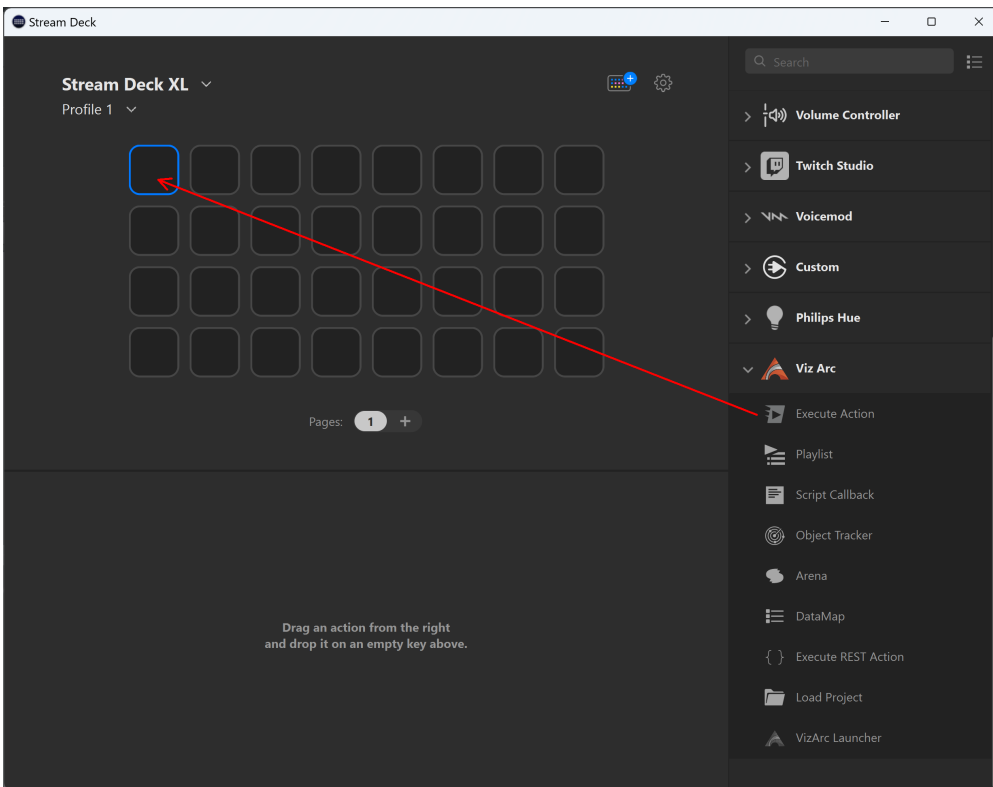 Stream Deck
Stream Deck XL
Profile 1
Pages: 1 +
Drag an action from the right
and drop it on an empty key above.
Search
Volume Controller
Twitch Studio
Voicemod
Custom
Philips Hue
Viz Arc
Execute Action
Playlist
Script Callback
Object Tracker
Arena
DataMap
{ } Execute REST Action
Load Project
VizArc Launcher